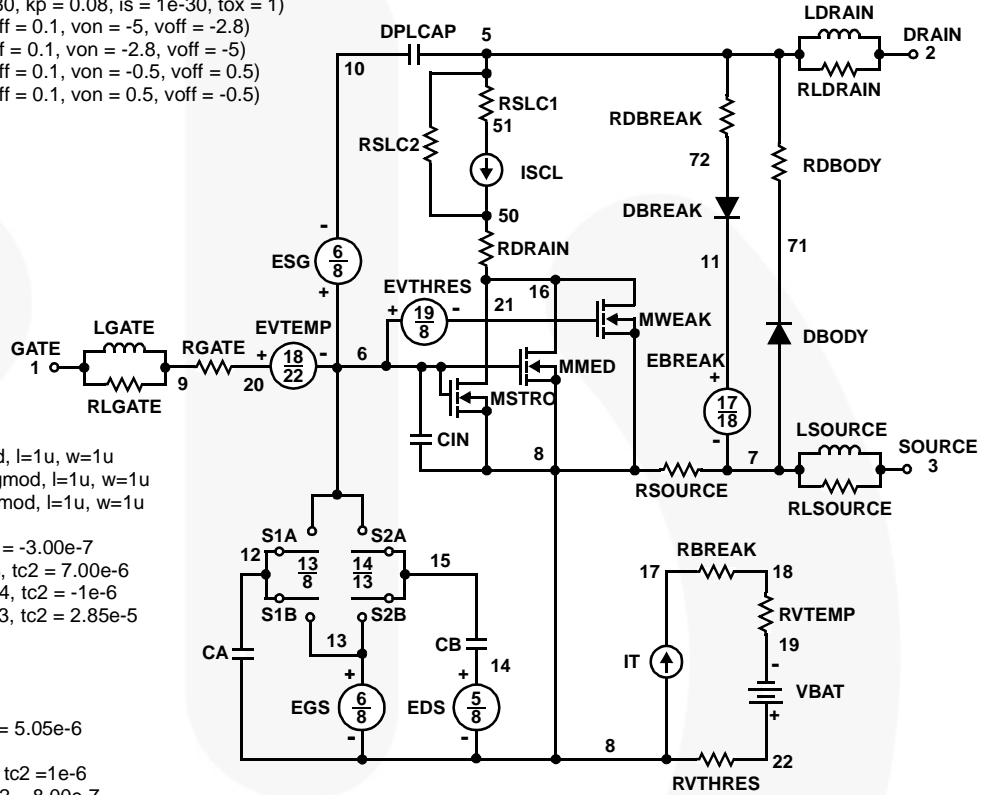 30, kp = 0.08, is = 1e-30, tox = 1)
ff = 0.1, von = -5, voff = -2.8)
f = 0.1, von = -2.8, voff = -5)
ff = 0.1, von = -0.5, voff = 0.5)
ff = 0.1, von = 0.5, voff = -0.5)
LDRAIN
DPLCAP 5 DRAIN
10 2
RSLC1 RLDRAIN
51 RDBREAK
RSLC2
72 RDBODY
ISCL
DBREAK
50
- RDRAIN 71
ESG 6/8 11
+ EVTHRES 16
+ 19/8 - 21
LGATE MWEAK
GATE RGATE EVTEMP DBODY
1 + 18/22 - 6 MMED EBREAK
9 20 +
RLGATE MSTRO 17/18
-
CIN LSOURCE
8 7 SOURCE
3
RSOURCE
RLSOURCE
d, l=1u, w=1u
gmod, l=1u, w=1u
mod, l=1u, w=1u
= -3.00e-7
, tc2 = 7.00e-6
4, tc2 = -1e-6
3, tc2 = 2.85e-5
S1A S2A RBREAK
12 13/8 14/13 15 17 18
S1B S2B RVTEMP
13 19
CA CB -
+ + 14 IT VBAT
EGS 6/8 EDS 5/8 +
- - 8 22
RVTHRES
= 5.05e-6
tc2 =1e-6